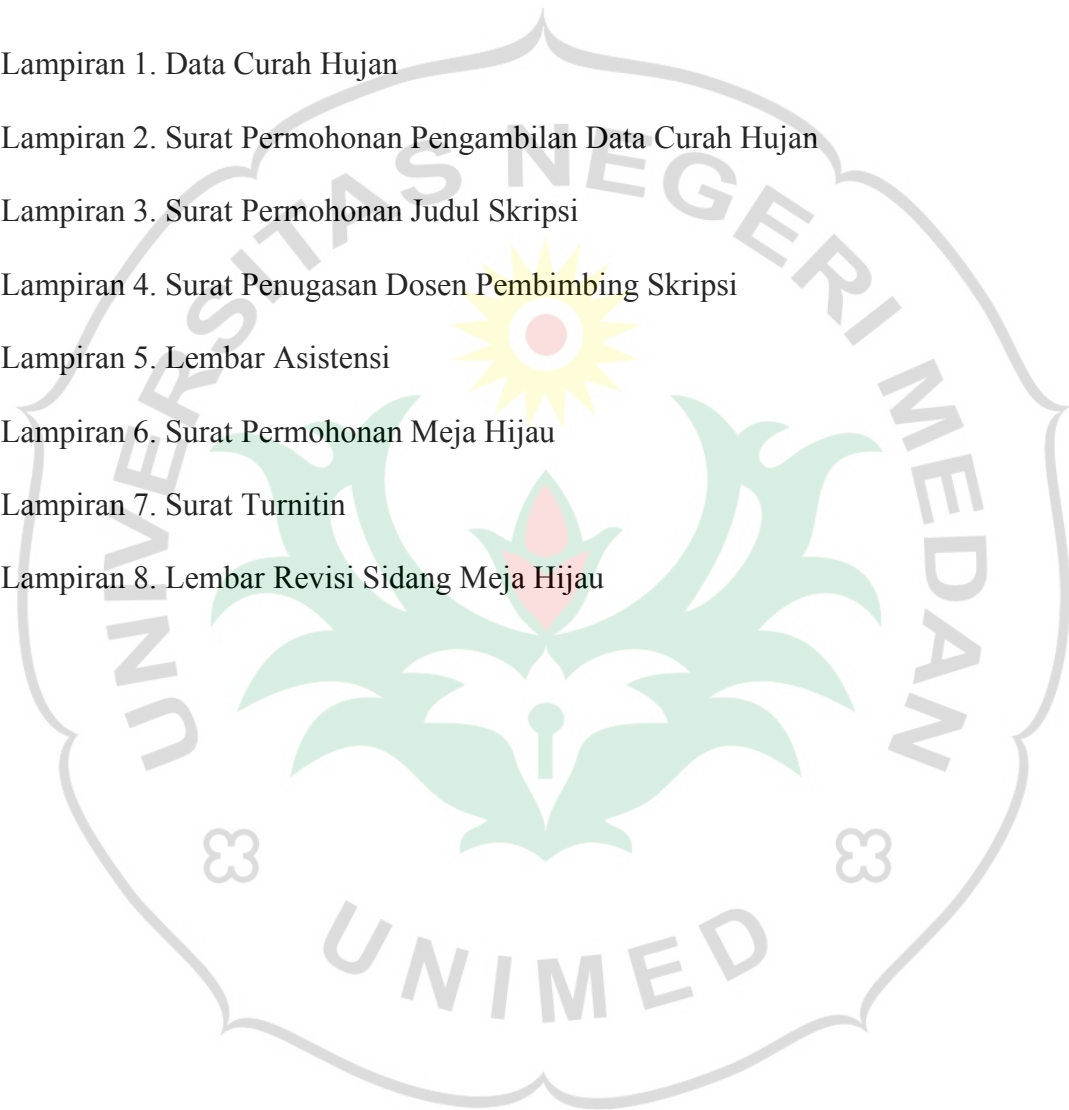 Lampiran 1. Data Curah Hujan
Lampiran 2. Surat Permohonan Pengambilan Data Curah Hujan
Lampiran 3. Surat Permohonan Judul Skripsi
Lampiran 4. Surat Penugasan Dosen Pembimbing Skripsi
Lampiran 5. Lembar Asistensi
Lampiran 6. Surat Permohonan Meja Hijau
Lampiran 7. Surat Turnitin
Lampiran 8. Lembar Revisi Sidang Meja Hijau
UNIVERSITAS NEGERI MEDAN
UNIMED